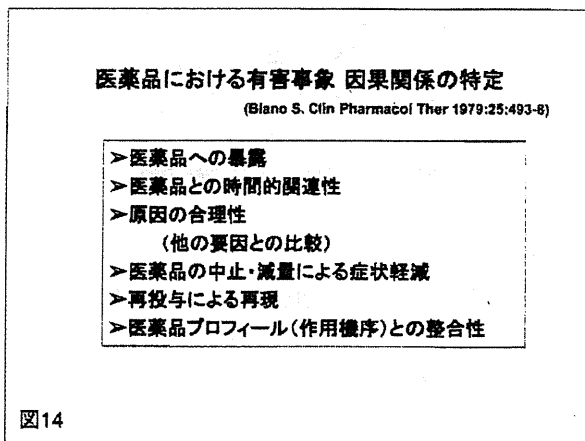 医薬品における有害事象 因果関係の特定
(Blano S. Clin Pharmacol Ther 1979:25:493-8)
➢医薬品への暴露
➢医薬品との時間的関連性
➢原因の合理性
(他の要因との比較)
➢医薬品の中止・減量による症状軽減
➢再投与による再現
➢医薬品プロフィール(作用機序)との整合性
図14